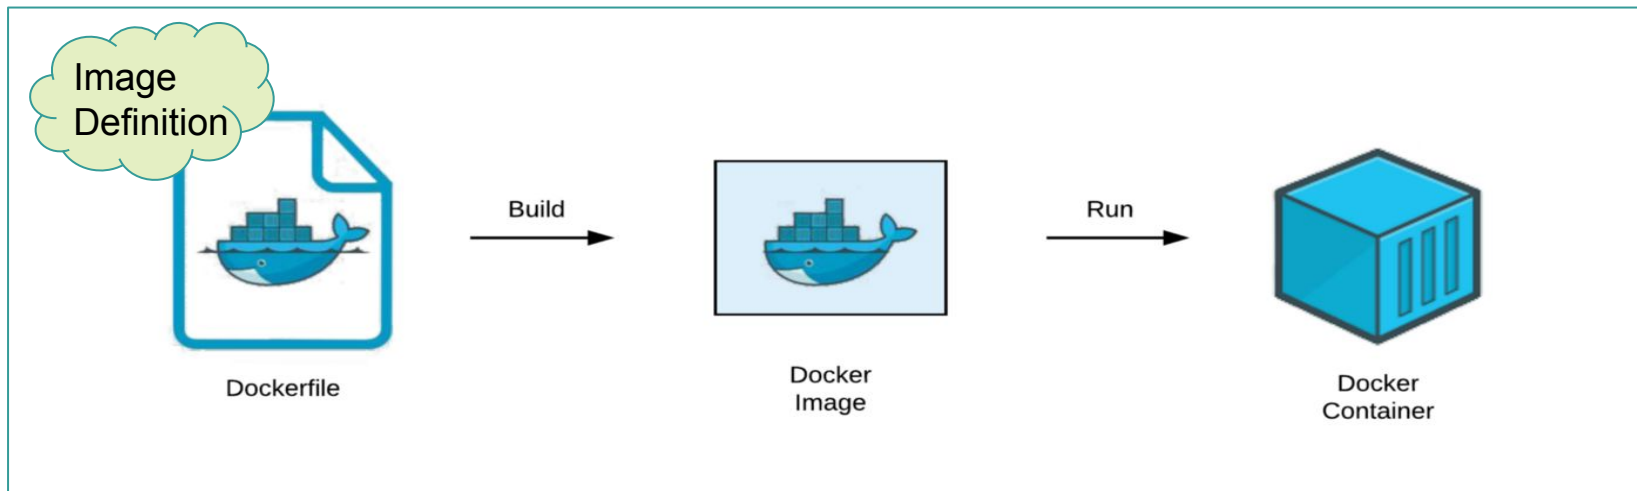 Image
Definition
Build
Run
Dockerfile
Docker
Image
Docker
Container